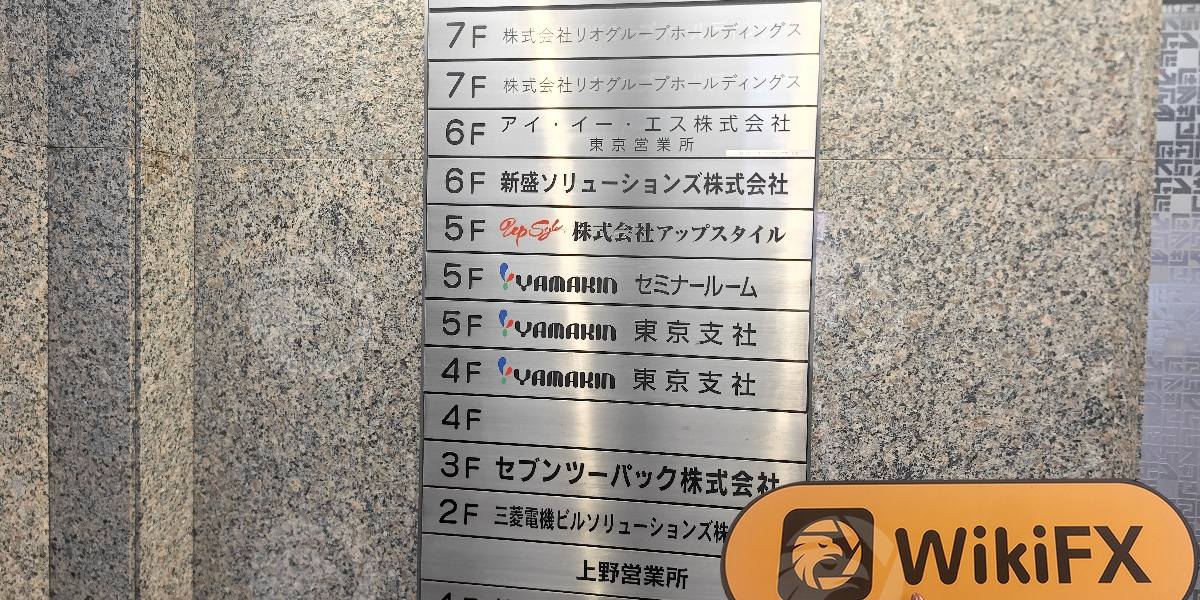 7F 株式会社リオグループホールディングス
7F 株式会社リオグループホールディングス
6F アイ・イー・エス株式会社
東京営業所
6F 新盛ソリューションズ株式会社
5F Pep Style 株式会社アップスタイル
5F YAMAKIN セミナールーム
5F YAMAKIN 東京支社
4F YAMAKIN 東京支社
4F
3F セブンツーパック株式会社
2F 三菱電機ビルソリューションズ株
上野営業所
WikiFX